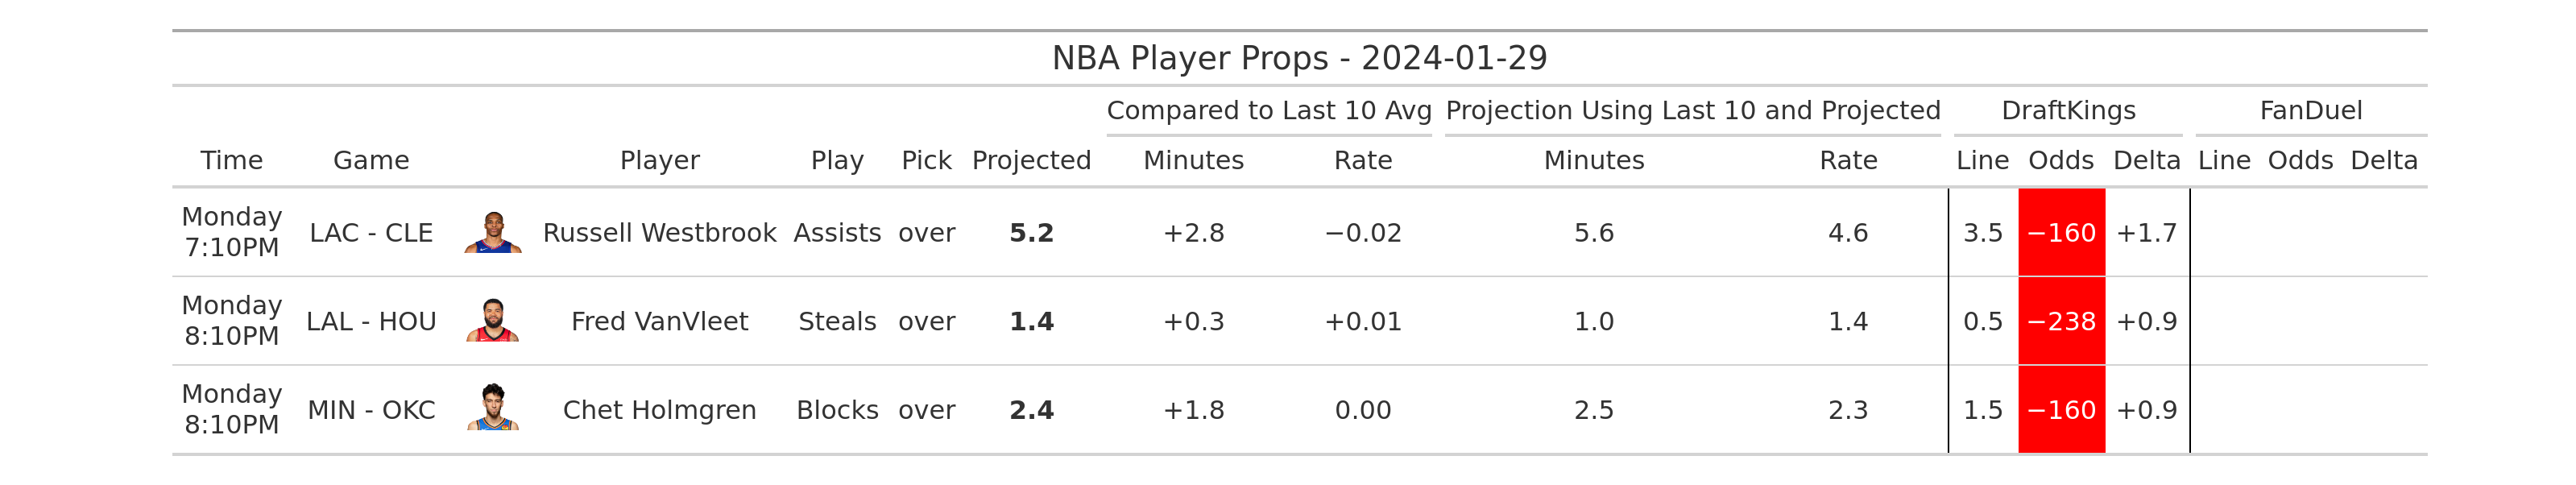 NBA Player Props - 2024-01-29
Compared to Last 10 Avg Projection Using Last 10 and Projected DraftKings FanDuel
Time Game Player Play Pick Projected Minutes Rate Minutes Rate Line Odds Delta Line Odds Delta
Monday
7:10PM LAC - CLE Russell Westbrook Assists over 5.2 +2.8 −0.02 5.6 4.6 3.5 −160 +1.7
Monday
8:10PM LAL - HOU Fred VanVleet Steals over 1.4 +0.3 +0.01 1.0 1.4 0.5 −238 +0.9
Monday
8:10PM MIN - OKC Chet Holmgren Blocks over 2.4 +1.8 0.00 2.5 2.3 1.5 −160 +0.9